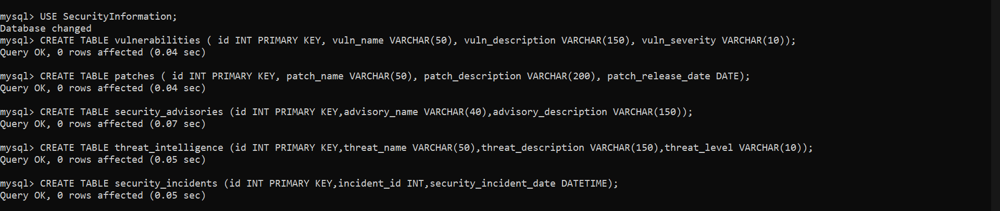 mysql> USE SecurityInformation;
Database changed
mysql> CREATE TABLE vulnerabilities ( id INT PRIMARY KEY, vuln_name VARCHAR(50), vuln_description VARCHAR(150), vuln_severity VARCHAR(10));
Query OK, 0 rows affected (0.04 sec)
mysql> CREATE TABLE patches ( id INT PRIMARY KEY, patch_name VARCHAR(50), patch_description VARCHAR(200), patch_release_date DATE);
Query OK, 0 rows affected (0.04 sec)
mysql> CREATE TABLE security_advisories (id INT PRIMARY KEY,advisory_name VARCHAR(40),advisory_description VARCHAR(150));
Query OK, 0 rows affected (0.07 sec)
mysql> CREATE TABLE threat_intelligence (id INT PRIMARY KEY,threat_name VARCHAR(50),threat_description VARCHAR(150),threat_level VARCHAR(10));
Query OK, 0 rows affected (0.05 sec)
mysql> CREATE TABLE security_incidents (id INT PRIMARY KEY,incident_id INT,security_incident_date DATETIME);
Query OK, 0 rows affected (0.05 sec)